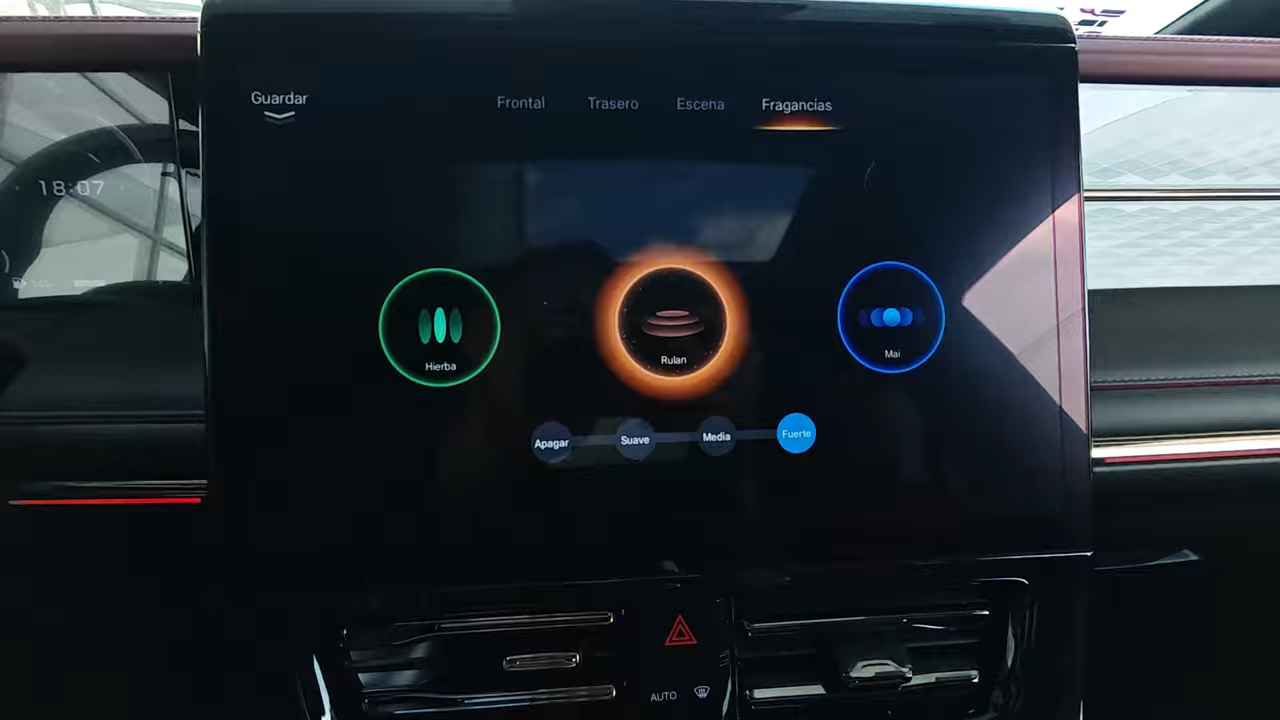 Guardar
Frontal Trasero Escena Fragancias
18:07
Hierba Rulan Mai
Apagar Suave Media Fuerte
AUTO